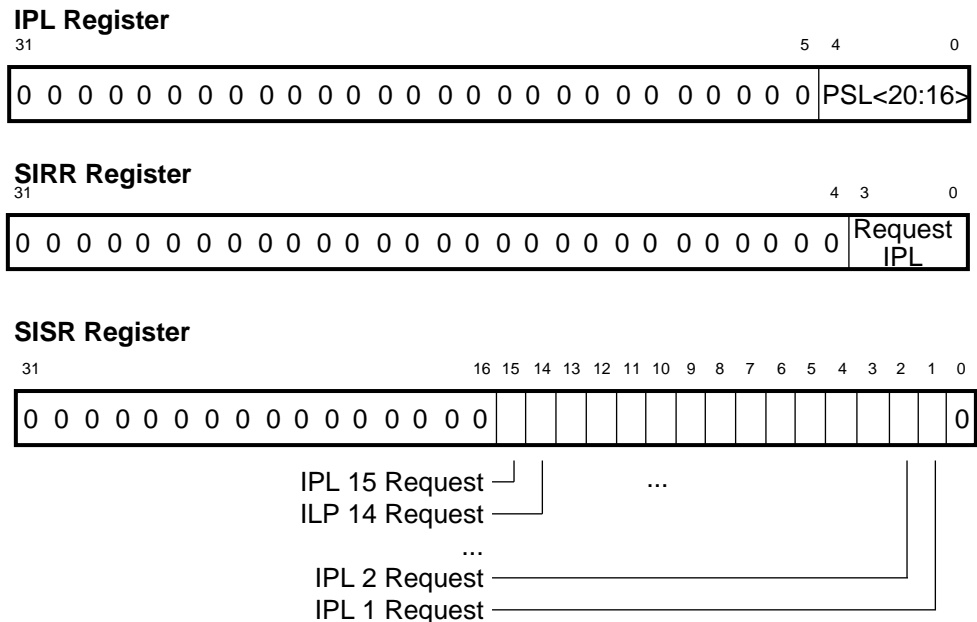 IPL Register
31 5 4 0
0 0 0 0 0 0 0 0 0 0 0 0 0 0 0 0 0 0 0 0 0 0 0 0 0 0 0 PSL<20:16>
SIRR Register
31 4 3 0
0 0 0 0 0 0 0 0 0 0 0 0 0 0 0 0 0 0 0 0 0 0 0 0 0 0 0 0 Request
IPL
SISR Register
31 16 15 14 13 12 11 10 9 8 7 6 5 4 3 2 1 0
0 0 0 0 0 0 0 0 0 0 0 0 0 0 0 0 0
IPL 15 Request ...
ILP 14 Request
...
IPL 2 Request
IPL 1 Request